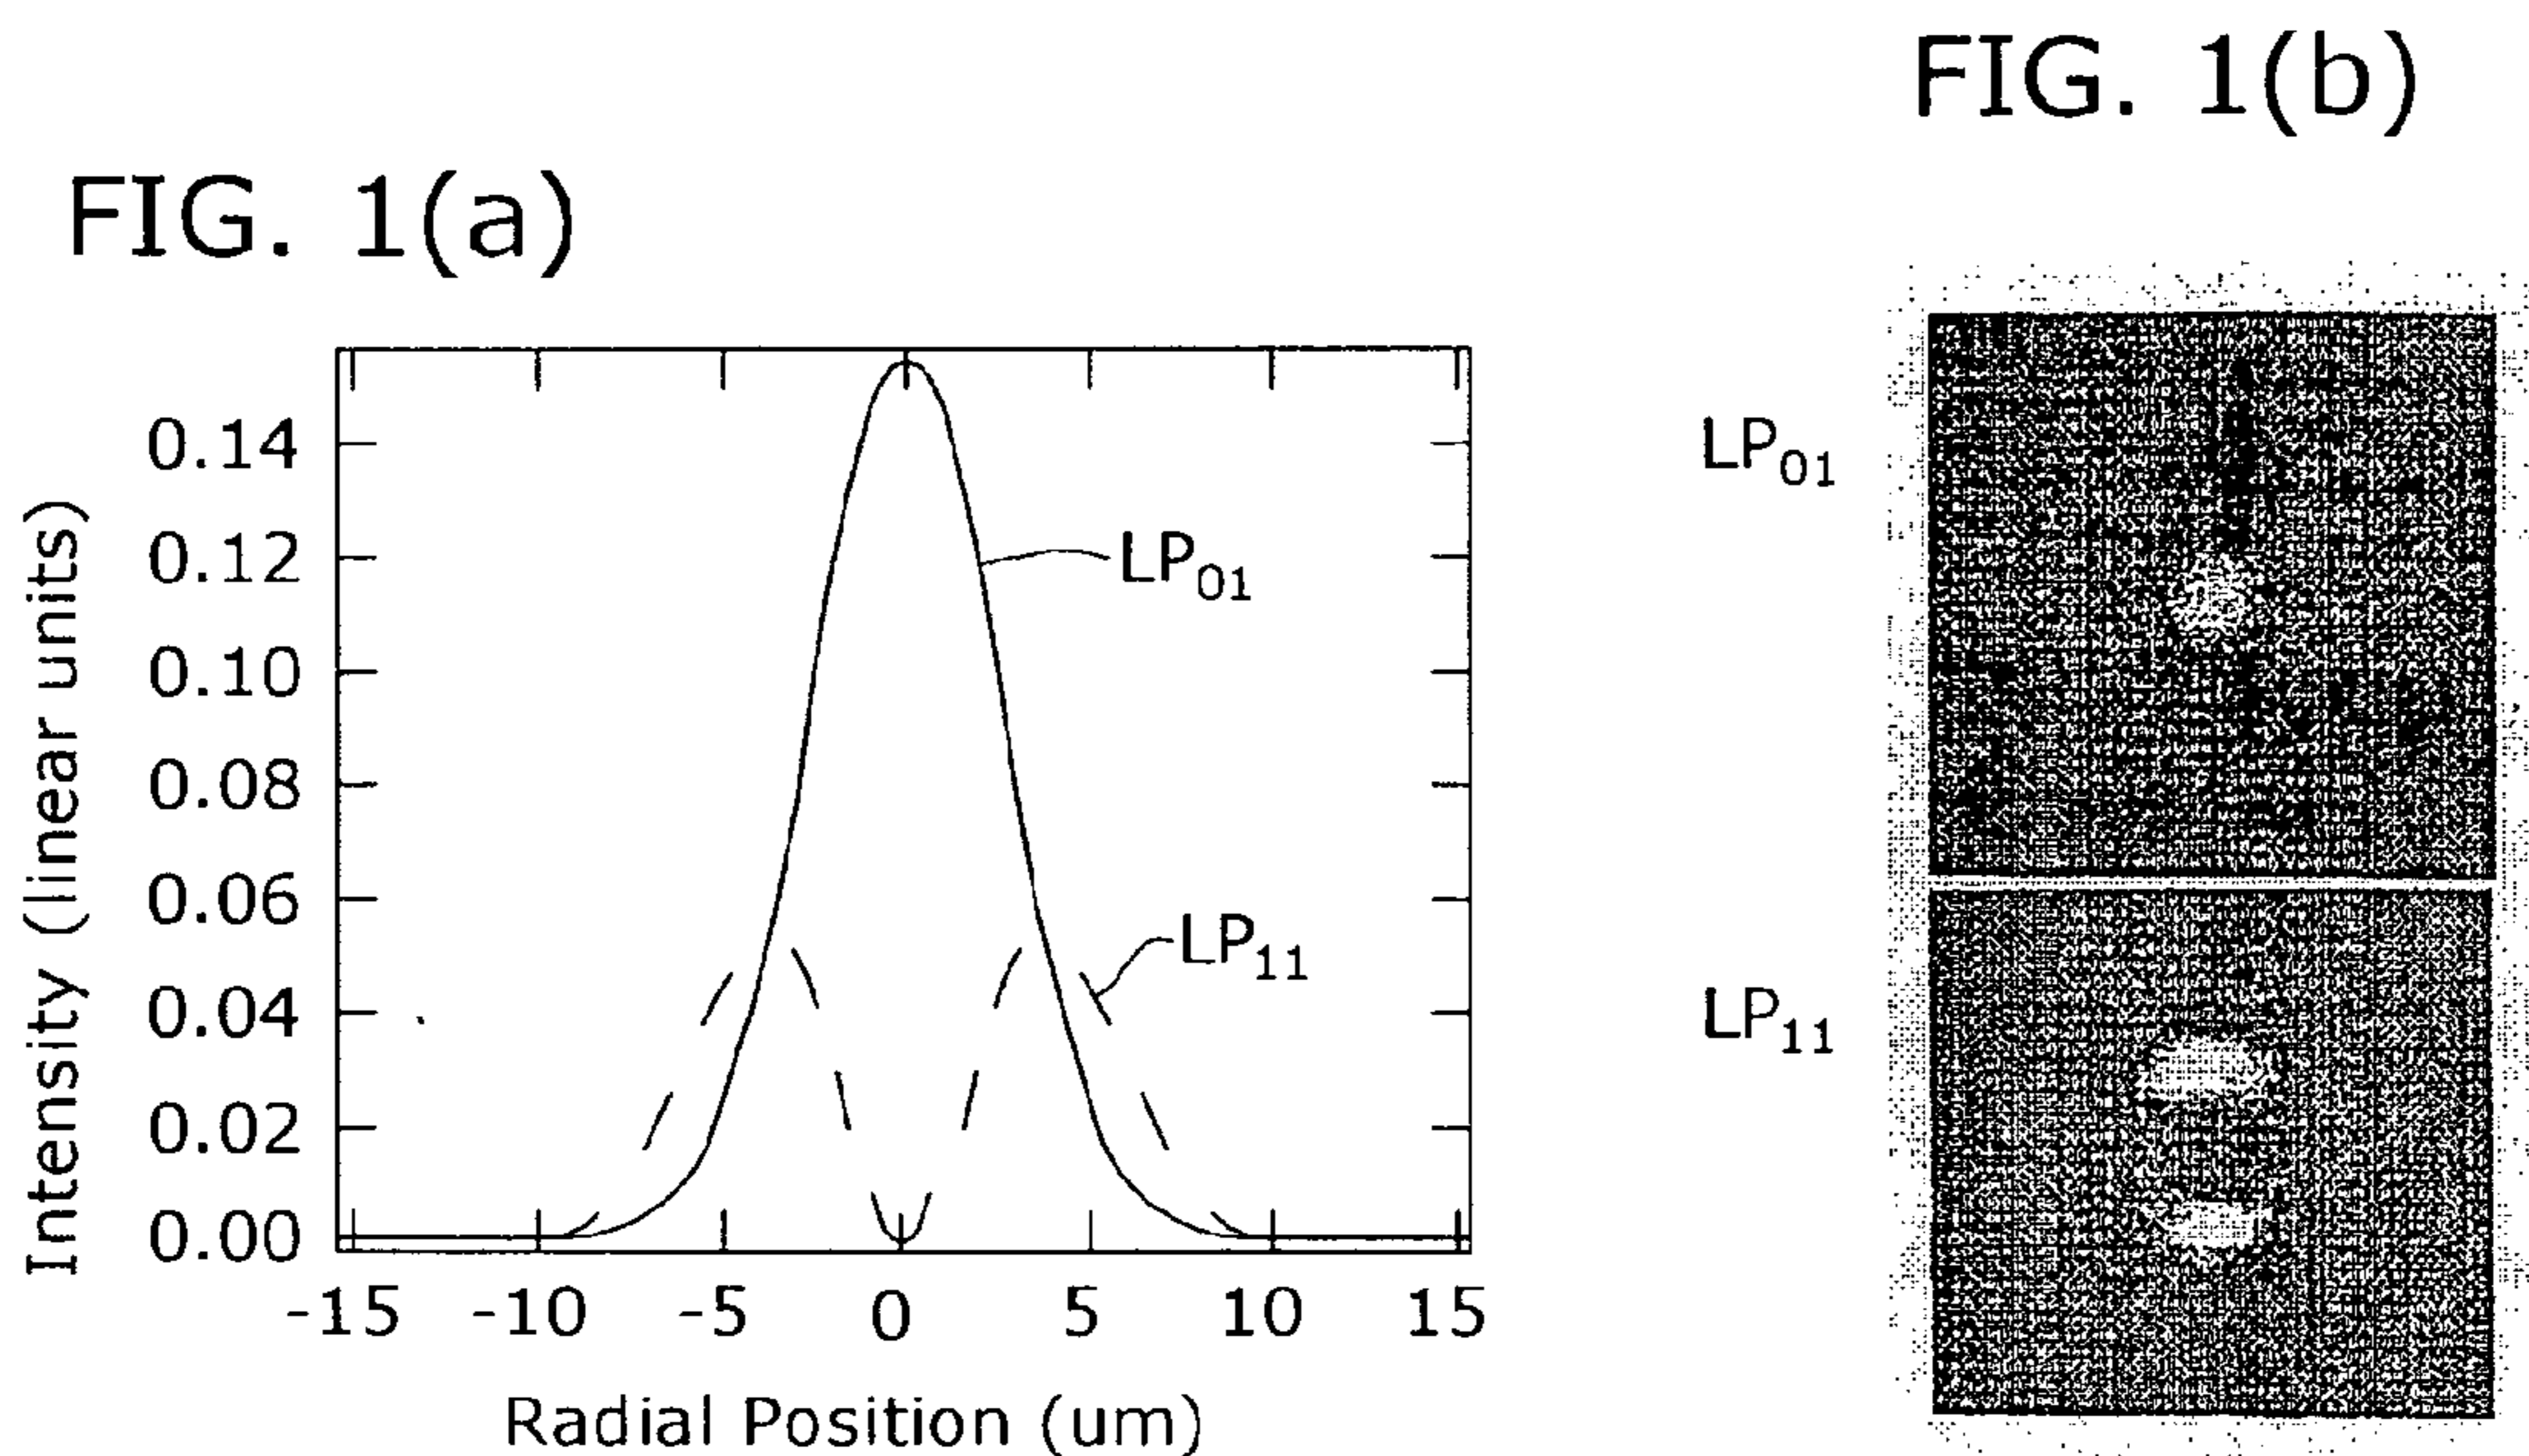 FIG. 1(b)
FIG. 1(a)
Intensity (linear units)
0.14
0.12
0.10
0.08
0.06
0.04
0.02
0.00
-15 -10 -5 0 5 10 15
Radial Position (um)
LP01
LP11
LP01
LP11